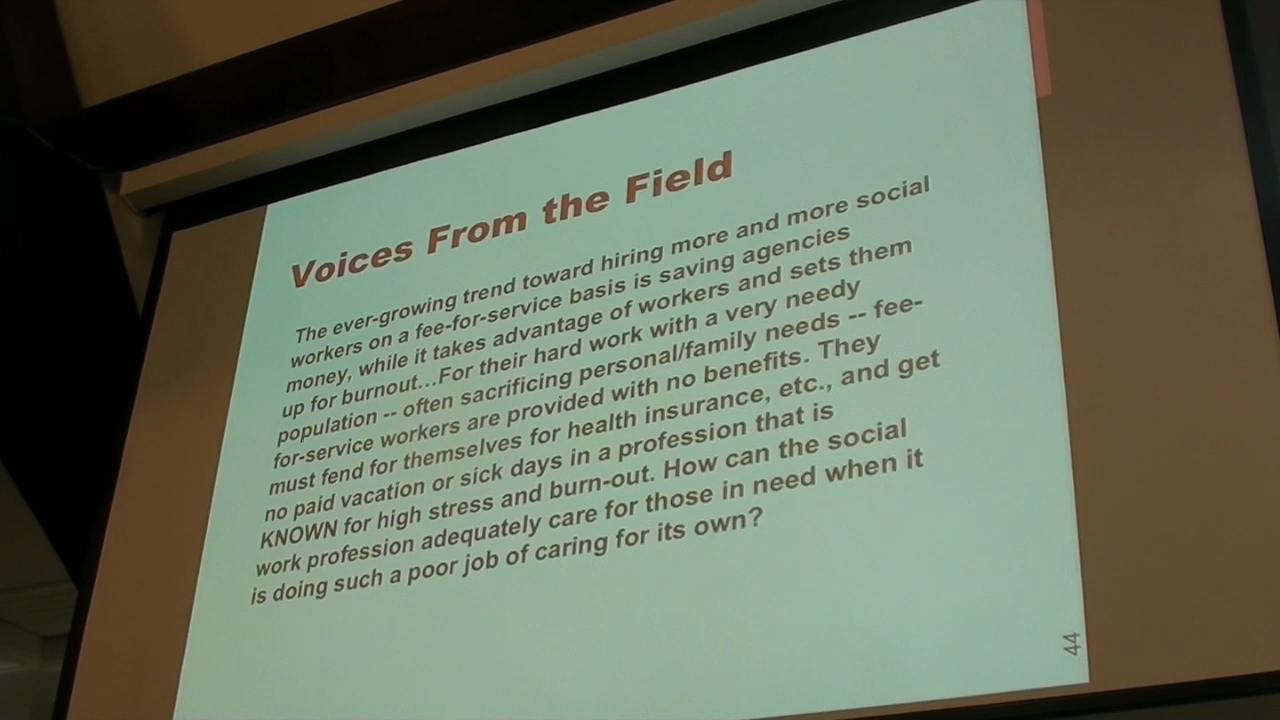 Voices From the Field
The ever-growing trend toward hiring more and more social
workers on a fee-for-service basis is saving agencies
money, while it takes advantage of workers and sets them
up for burnout...For their hard work with a very needy
population -- often sacrificing personal/family needs -- fee-
for-service workers are provided with no benefits. They
must fend for themselves for health insurance, etc., and get
no paid vacation or sick days in a profession that is
KNOWN for high stress and burn-out. How can the social
work profession adequately care for those in need when it
is doing such a poor job of caring for its own?
44